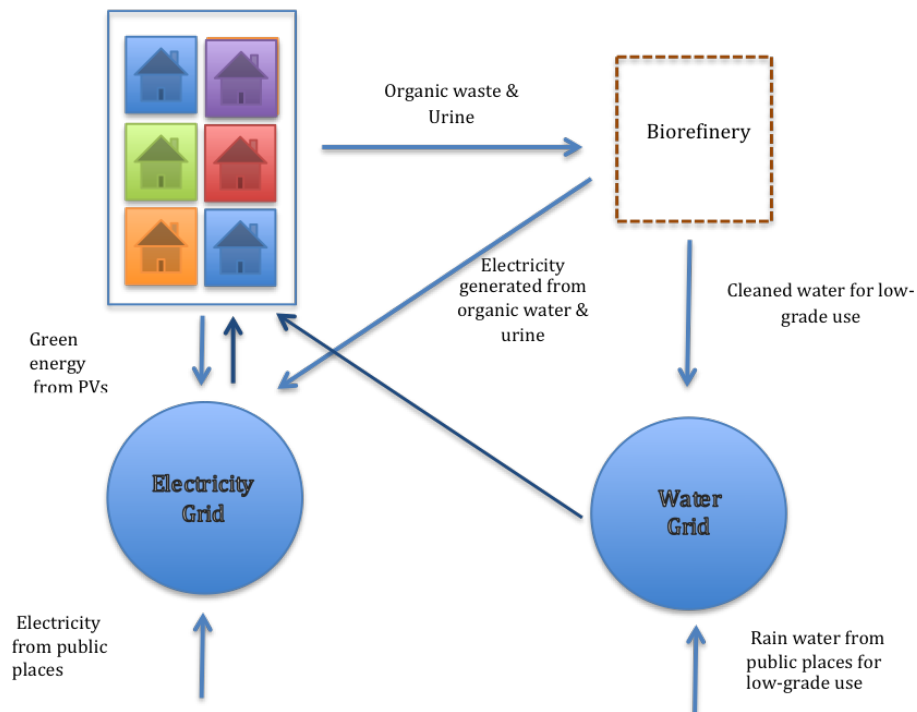 Organic waste &
Urine
Biorefinery
Electricity
generated from
organic water &
urine
Cleaned water for low-
grade use
Green
energy
from PVs
Electricity
Grid
Water
Grid
Electricity
from public
places
Rain water from
public places for
low-grade use